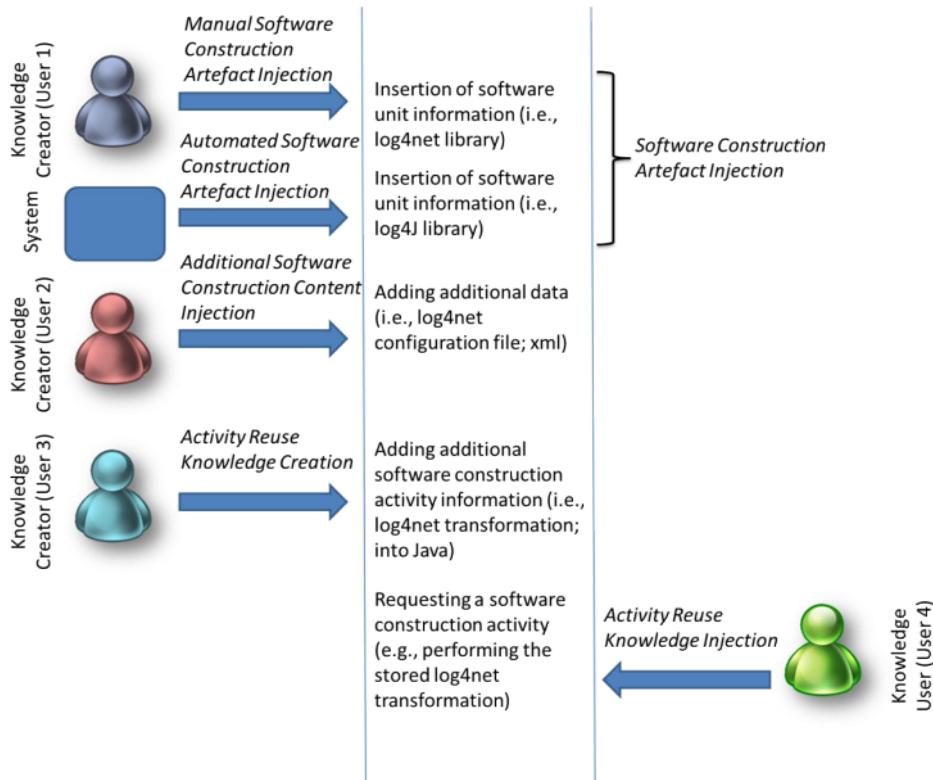 Knowledge
Creator (User 1)
Manual Software
Construction
Artefact Injection
Insertion of software
unit information (i.e.,
log4net library)
Software Construction
Artefact Injection
System
Automated Software
Construction
Artefact Injection
Insertion of software
unit information (i.e.,
log4J library)
Knowledge
Creator (User 2)
Additional Software
Construction Content
Injection
Adding additional data
(i.e., log4net
configuration file; xml)
Knowledge
Creator (User 3)
Activity Reuse
Knowledge Creation
Adding additional
software construction
activity information (i.e.,
log4net transformation;
into Java)
Requesting a software
construction activity
(e.g., performing the
stored log4net
transformation)
Activity Reuse
Knowledge Injection
Knowledge
User (User 4)